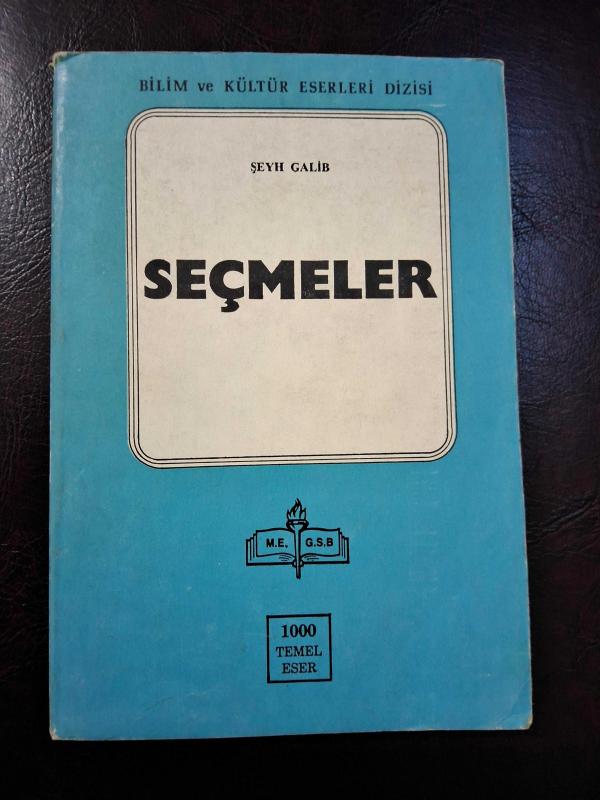 BİLİM ve KÜLTÜR ESERLERİ DİZİSİ
ŞEYH GALİB
SEÇMELER
M.E. G.S.B
1000
TEMEL
ESER